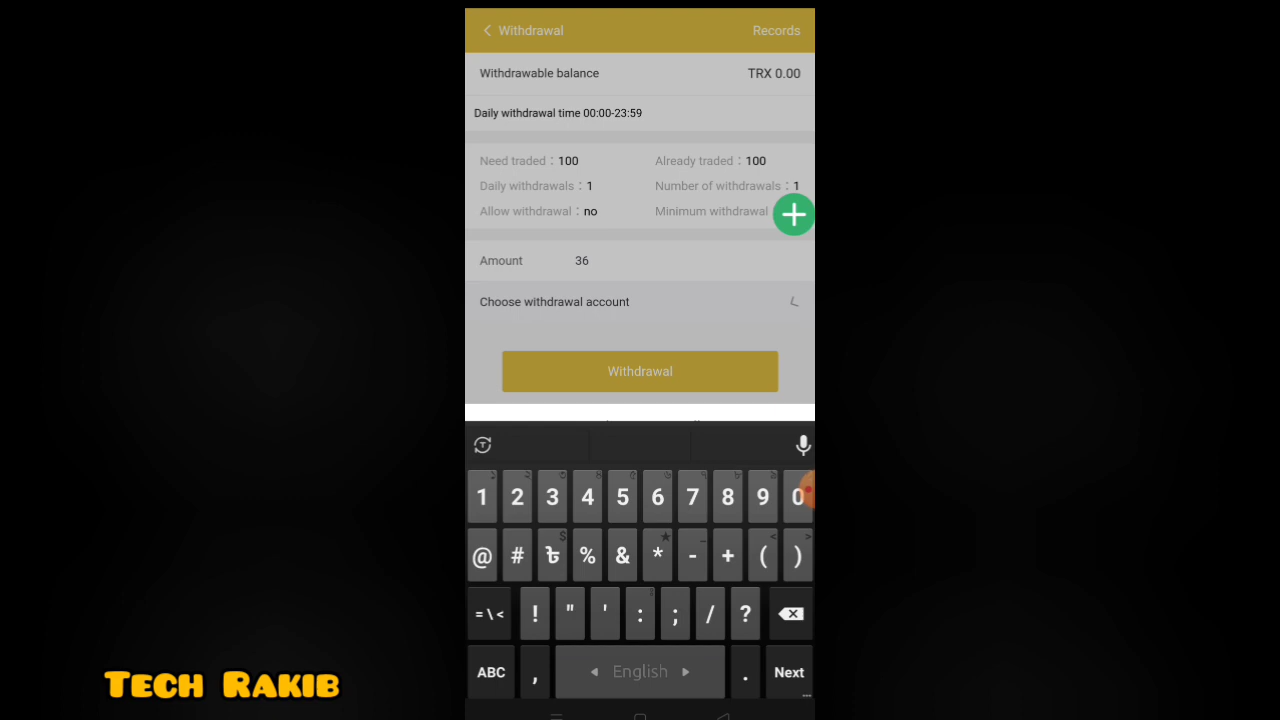 Withdrawal Records
Withdrawable balance TRX 0.00
Daily withdrawal time 00:00-23:59
Need traded：100 Already traded：100
Daily withdrawals：1 Number of withdrawals：1
Allow withdrawal：no Minimum withdrawal
Amount 36
Choose withdrawal account
Withdrawal
1 2 3 4 5 6 7 8 9 0
@ # ৳ % & * - + ( )
= \ < ! " ' : ; / ?
ABC , English . Next
TECH RAKIB